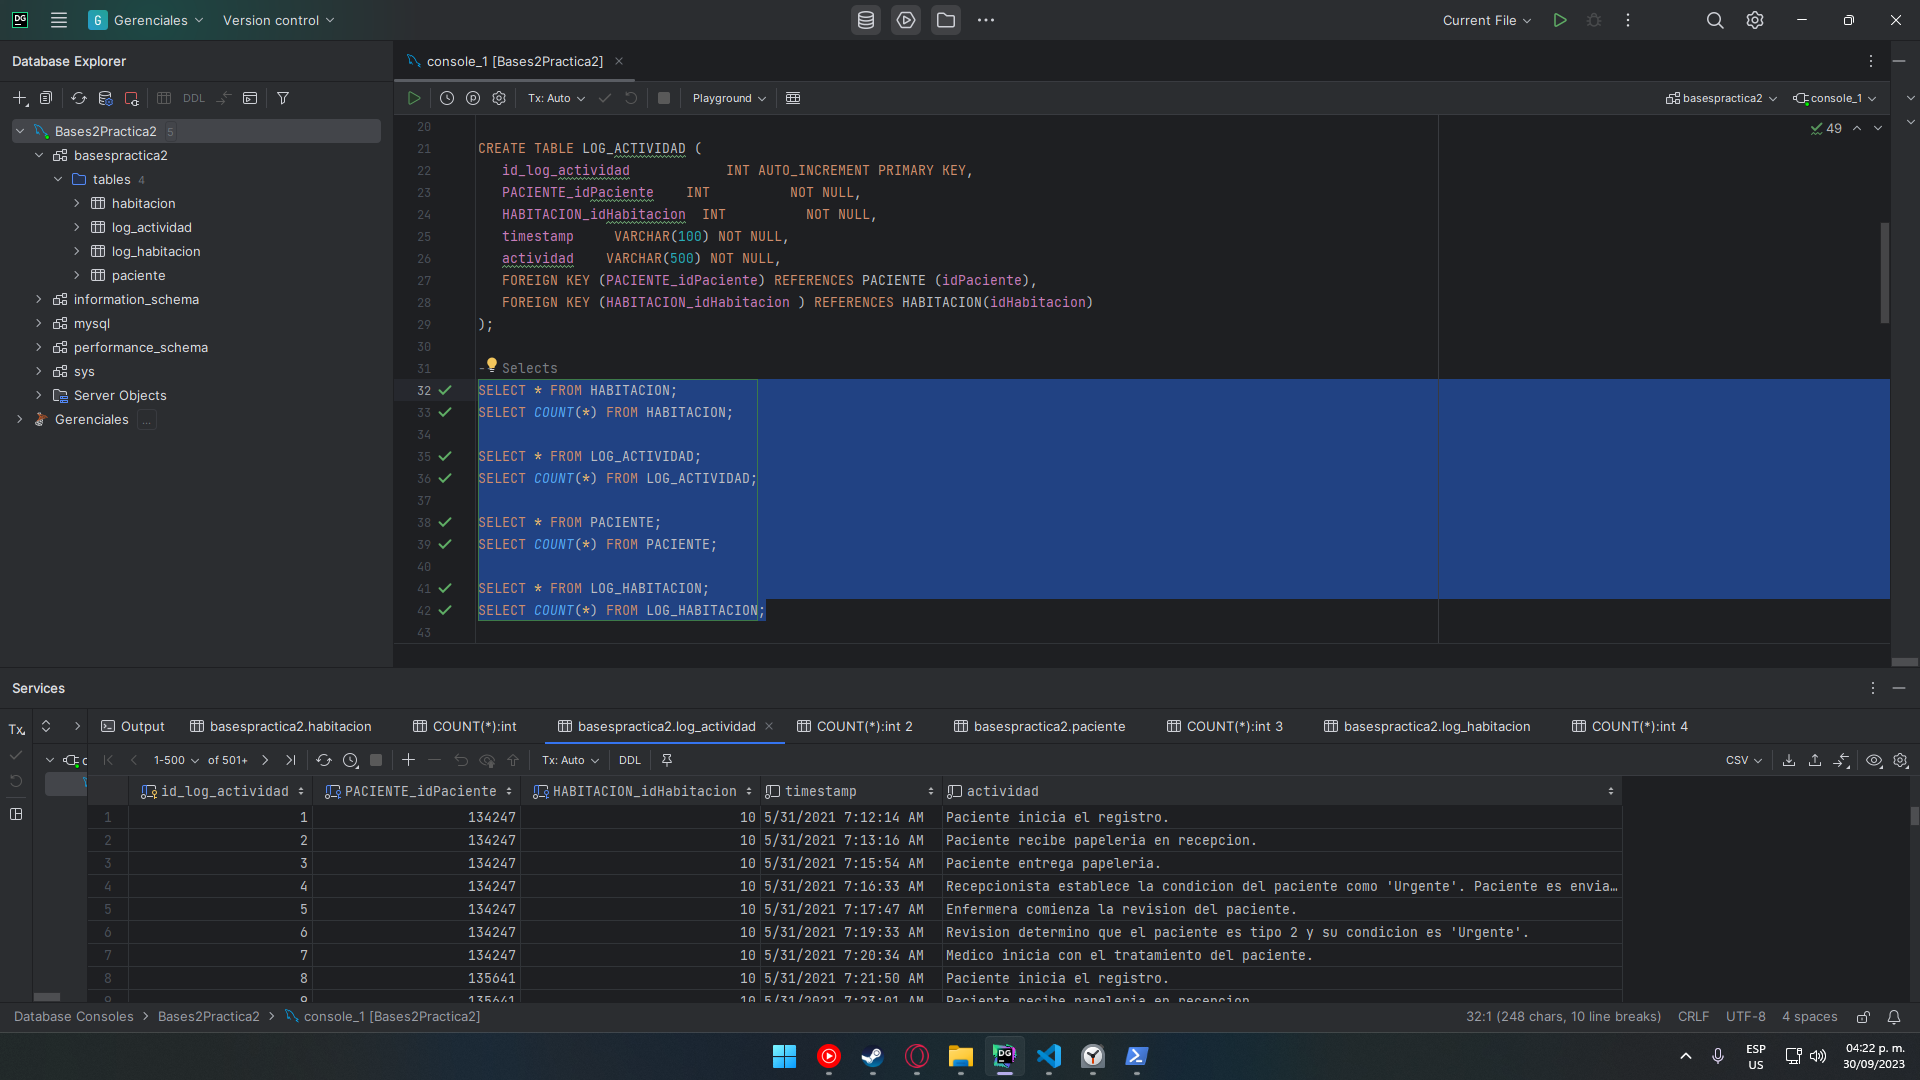 DG G Gerenciales Version control Current File
Database Explorer
console_1 [Bases2Practica2]
DDL
Tx: Auto Playground basespractica2 console_1
Bases2Practica2 5
basespractica2
tables 4
habitacion
log_actividad
log_habitacion
paciente
information_schema
mysql
performance_schema
sys
Server Objects
Gerenciales ...
49
20
21 CREATE TABLE LOG_ACTIVIDAD (
22 id_log_actividad INT AUTO_INCREMENT PRIMARY KEY,
23 PACIENTE_idPaciente INT NOT NULL,
24 HABITACION_idHabitacion INT NOT NULL,
25 timestamp VARCHAR(100) NOT NULL,
26 actividad VARCHAR(500) NOT NULL,
27 FOREIGN KEY (PACIENTE_idPaciente) REFERENCES PACIENTE (idPaciente),
28 FOREIGN KEY (HABITACION_idHabitacion ) REFERENCES HABITACION(idHabitacion)
29 );
30
31 - Selects
32 SELECT * FROM HABITACION;
33 SELECT COUNT(*) FROM HABITACION;
34
35 SELECT * FROM LOG_ACTIVIDAD;
36 SELECT COUNT(*) FROM LOG_ACTIVIDAD;
37
38 SELECT * FROM PACIENTE;
39 SELECT COUNT(*) FROM PACIENTE;
40
41 SELECT * FROM LOG_HABITACION;
42 SELECT COUNT(*) FROM LOG_HABITACION;
43
Services
Tx Output basespractica2.habitacion COUNT(*):int basespractica2.log_actividad COUNT(*):int 2 basespractica2.paciente COUNT(*):int 3 basespractica2.log_habitacion COUNT(*):int 4
c 1-500 of 501+ Tx: Auto DDL CSV
id_log_actividad PACIENTE_idPaciente HABITACION_idHabitacion timestamp actividad
1 1 134247 10 5/31/2021 7:12:14 AM Paciente inicia el registro.
2 2 134247 10 5/31/2021 7:13:16 AM Paciente recibe papeleria en recepcion.
3 3 134247 10 5/31/2021 7:15:54 AM Paciente entrega papeleria.
4 4 134247 10 5/31/2021 7:16:33 AM Recepcionista establece la condicion del paciente como 'Urgente'. Paciente es envia…
5 5 134247 10 5/31/2021 7:17:47 AM Enfermera comienza la revision del paciente.
6 6 134247 10 5/31/2021 7:19:33 AM Revision determino que el paciente es tipo 2 y su condicion es 'Urgente'.
7 7 134247 10 5/31/2021 7:20:34 AM Medico inicia con el tratamiento del paciente.
8 8 135641 10 5/31/2021 7:21:50 AM Paciente inicia el registro.
9 9 135641 10 5/31/2021 7:23:01 AM Paciente recibe papeleria en recepcion.
Database Consoles > Bases2Practica2 > console_1 [Bases2Practica2] 32:1 (248 chars, 10 line breaks) CRLF UTF-8 4 spaces
DG
ESP
US
04:22 p. m.
30/09/2023